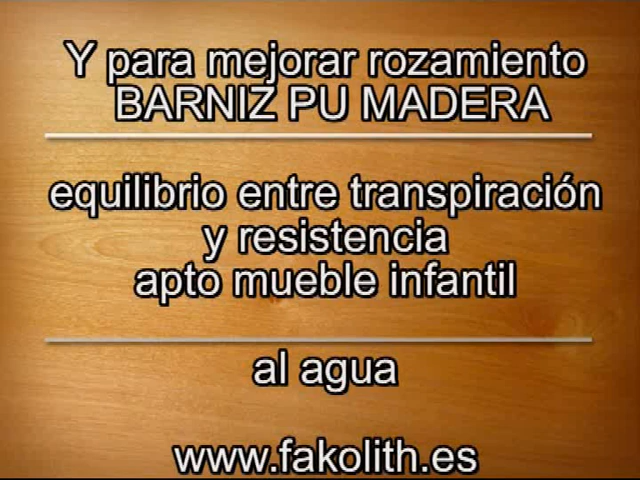 Y para mejorar rozamiento
BARNIZ PU MADERA
equilibrio entre transpiración
y resistencia
apto mueble infantil
al agua
www.fakolith.es